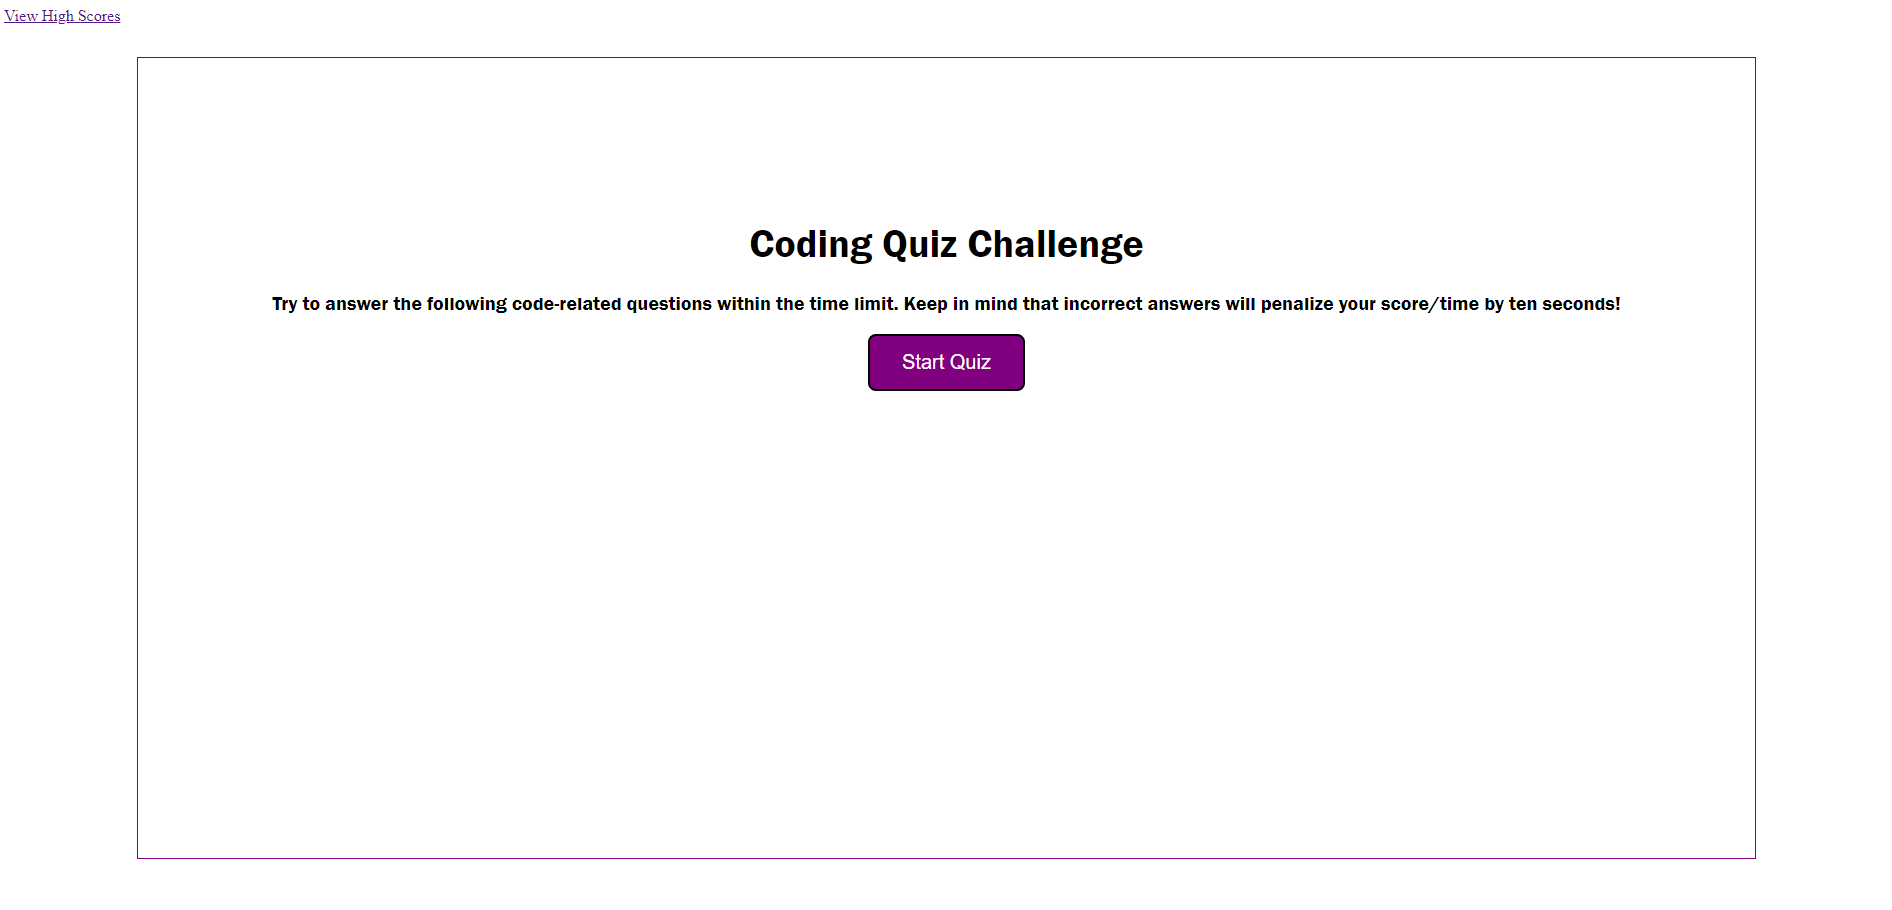 View High Scores
Coding Quiz Challenge
Try to answer the following code-related questions within the time limit. Keep in mind that incorrect answers will penalize your score/time by ten seconds!
Start Quiz